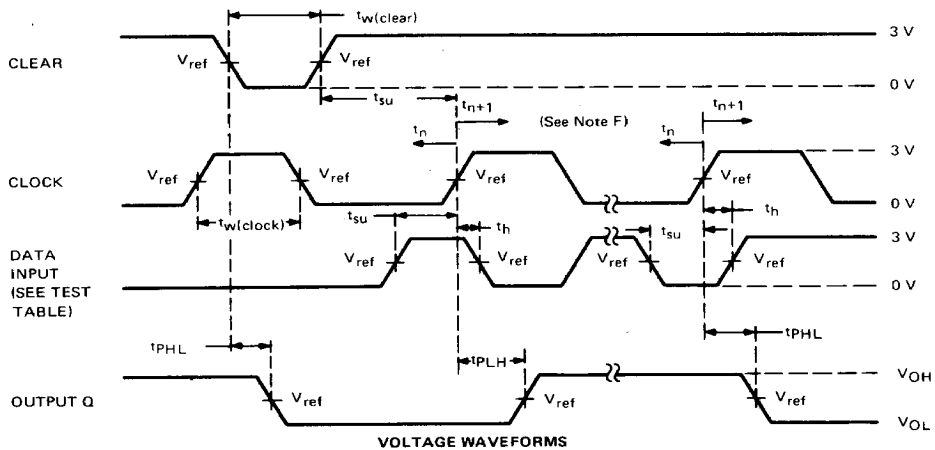 tw(clear)
3 V
CLEAR
Vref
Vref
0 V
tsu
tn+1
(See Note F)
tn+1
tn
tn
3 V
CLOCK
Vref
Vref
Vref
Vref
0 V
tw(clock)
tsu
th
tsu
th
3 V
DATA
INPUT
(SEE TEST
TABLE)
Vref
Vref
Vref
Vref
0 V
tPHL
tPLH
tPHL
VOH
OUTPUT Q
Vref
Vref
Vref
VOL
VOLTAGE WAVEFORMS